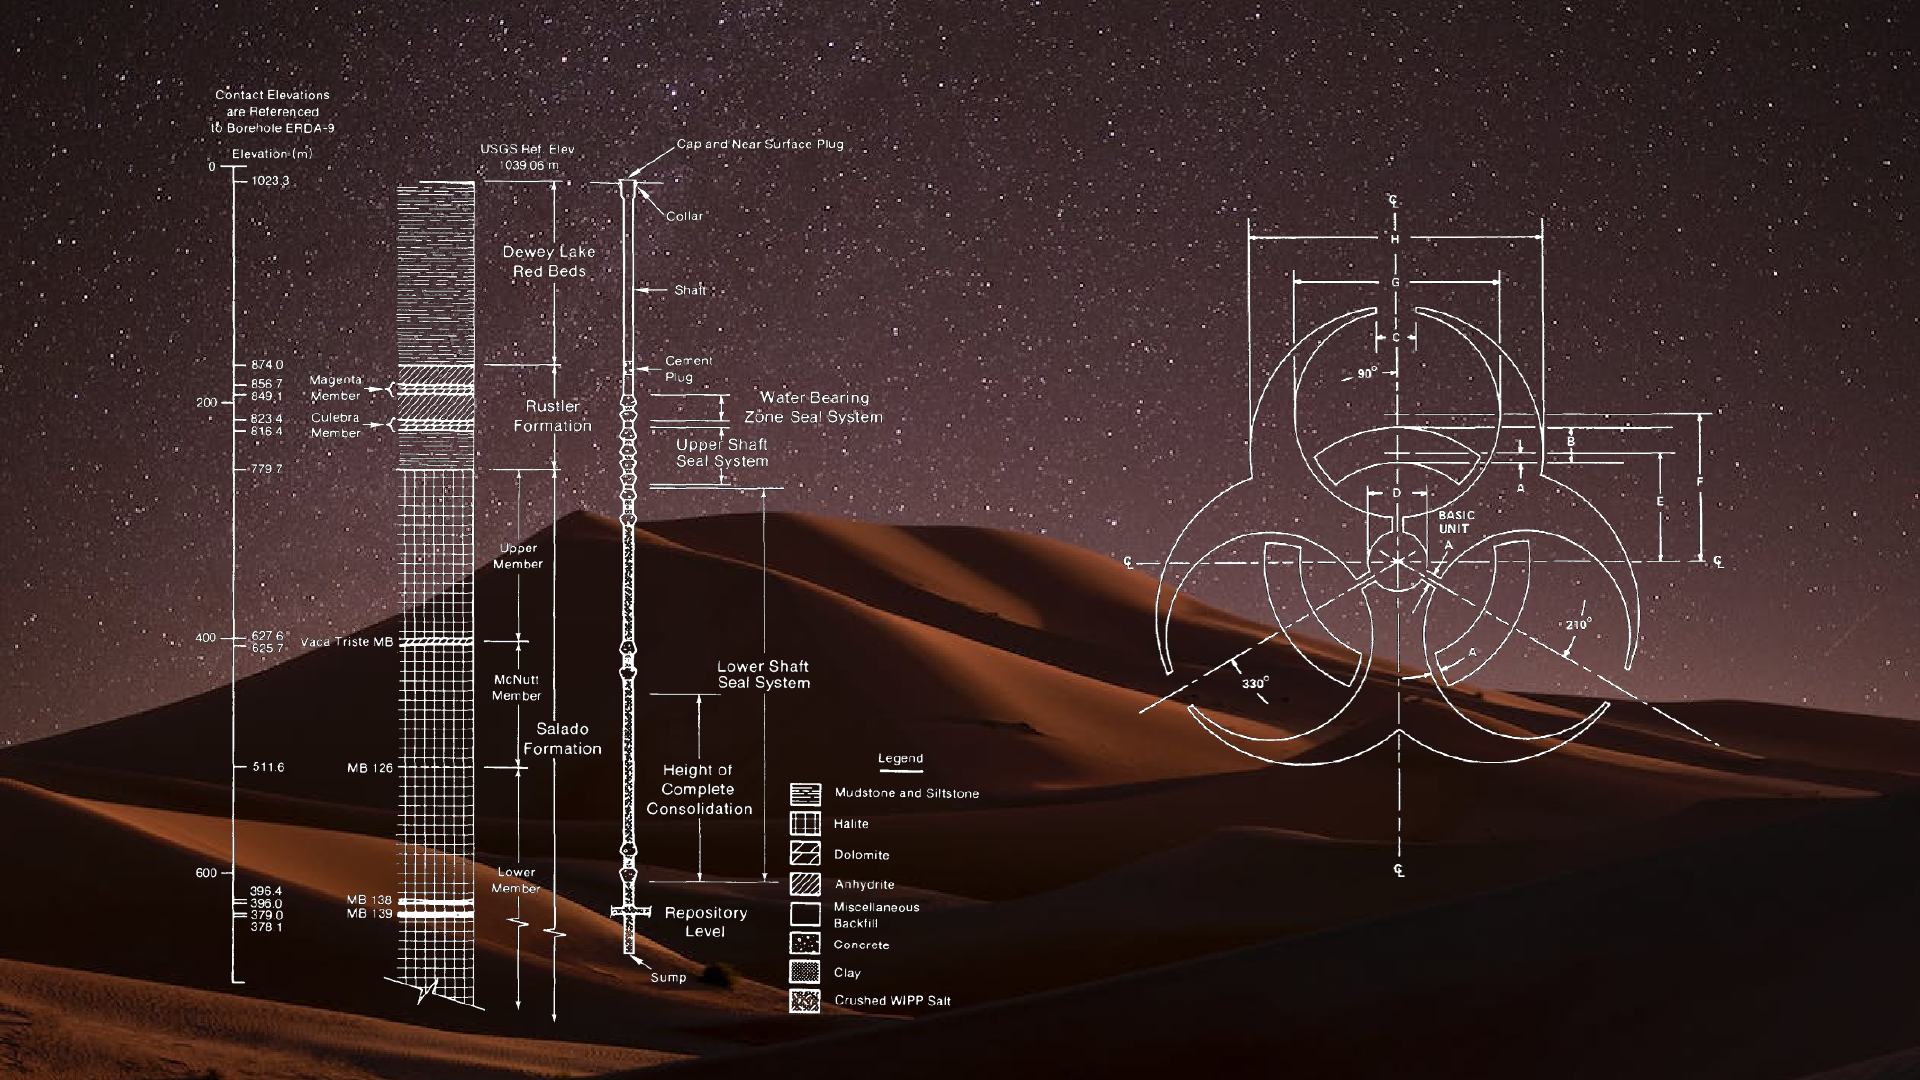 Contact Elevations
are Referenced
to Borehole ERDA-9
Elevation (m)
0
1023.3
874.0
856.7
849.1
200
823.4
816.4
779.7
400
627.6
625.7
511.6
600
396.4
396.0
379.0
378.1
Magenta
Member
Culebra
Member
Vaca Triste MB
MB 126
MB 138
MB 139
USGS Ref. Elev
1039.06 m
Dewey Lake
Red Beds
Rustler
Formation
Upper
Member
McNutt
Member
Salado
Formation
Lower
Member
Cap and Near Surface Plug
Collar
Shaft
Cement
Plug
Water Bearing
Zone Seal System
Upper Shaft
Seal System
Lower Shaft
Seal System
Height of
Complete
Consolidation
Repository
Level
Sump
Legend
Mudstone and Siltstone
Halite
Dolomite
Anhydrite
Miscellaneous
Backfill
Concrete
Clay
Crushed WIPP Salt
℄
H
G
C
90°
B
A
E
F
D
BASIC
UNIT
A
℄
℄
210°
A
330°
℄